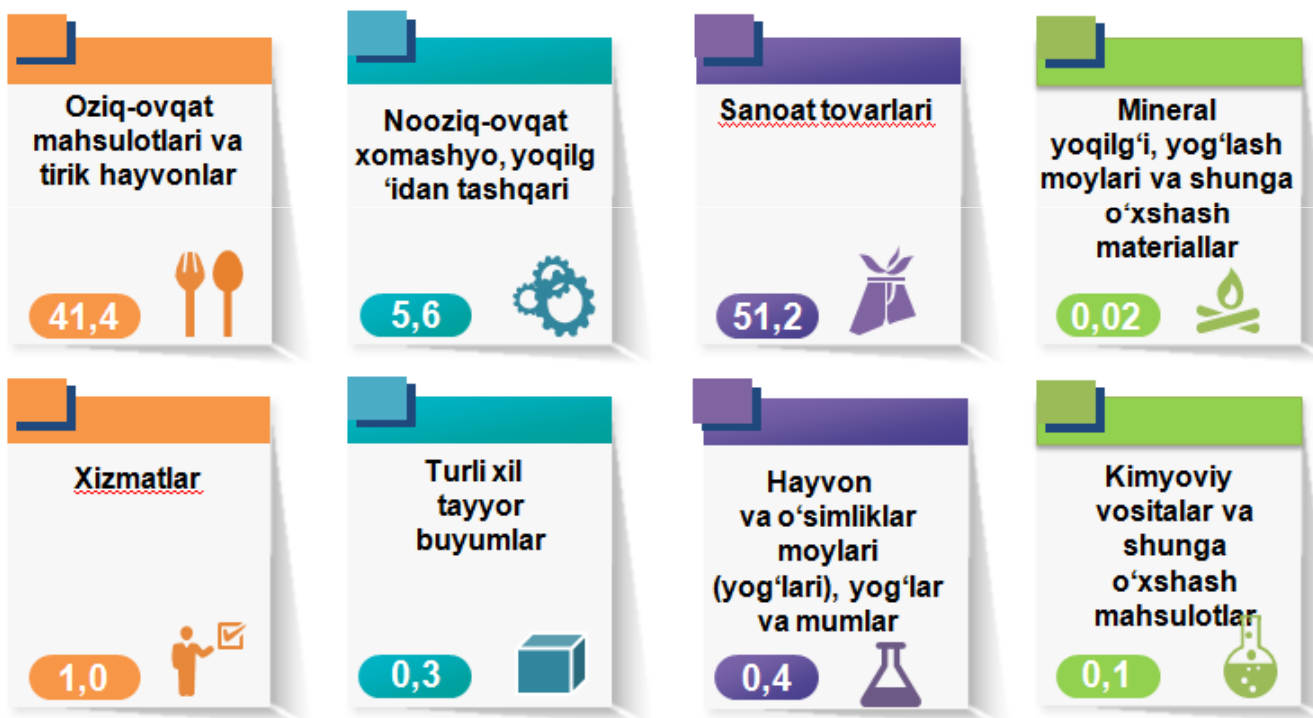 Oziq-ovqat
mahsulotlari va
tirik hayvonlar
41,4
Nooziq-ovqat
xomashyo, yoqilg
‘idan tashqari
5,6
Sanoat tovarlari
51,2
Mineral
yoqilg‘i, yog‘lash
moylari va shunga
o‘xshash
materiallar
0,02
Xizmatlar
1,0
Turli xil
tayyor
buyumlar
0,3
Hayvon
va o‘simliklar
moylari
(yog‘lari), yog‘lar
va mumlar
0,4
Kimyoviy
vositalar va
shunga
o‘xshash
mahsulotlar
0,1